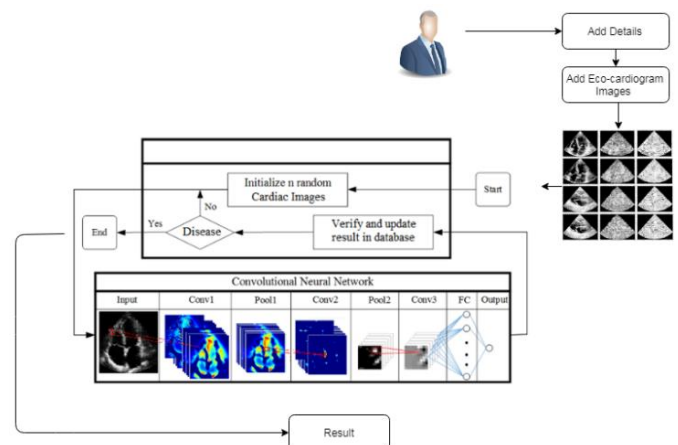 Add Details
Add Eco-cardiogram
Images
Initialize n random
Cardiac Images
Start
No
Yes
End
Disease
Verify and update
result in database
Convolutional Neural Network
Input
Conv1
Pool1
Conv2
Pool2
Conv3
FC
Output
Result